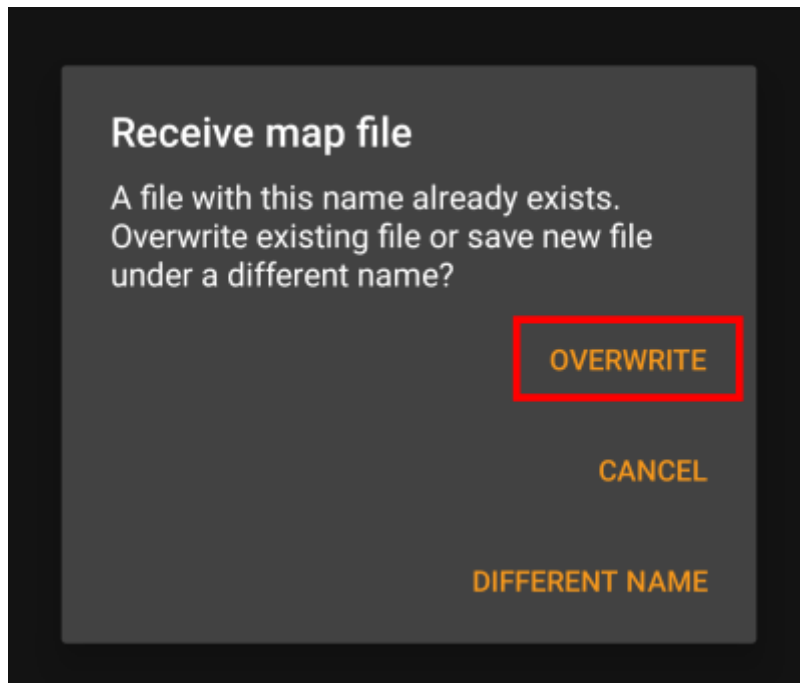 Receive map file
A file with this name already exists.
Overwrite existing file or save new file
under a different name?
OVERWRITE
CANCEL
DIFFERENT NAME